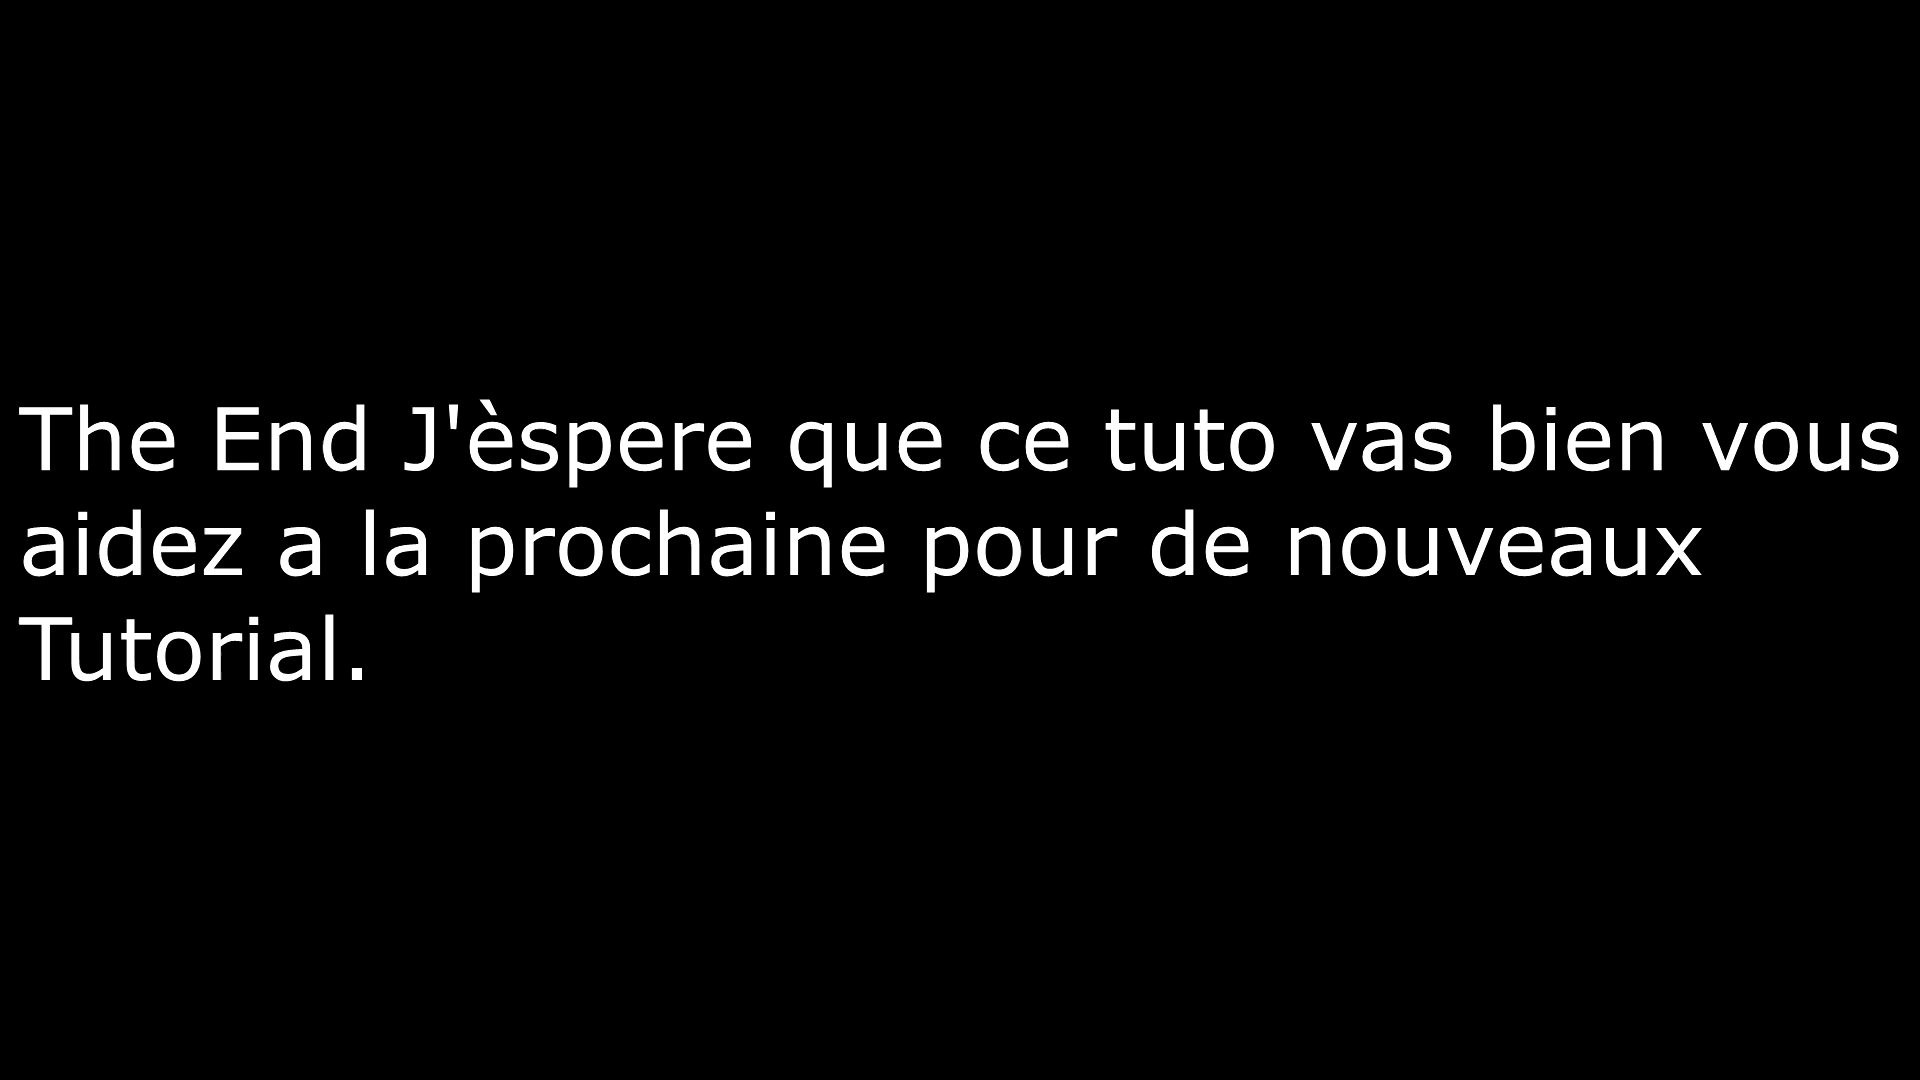 The End J'èspere que ce tuto vas bien vous
aidez a la prochaine pour de nouveaux
Tutorial.